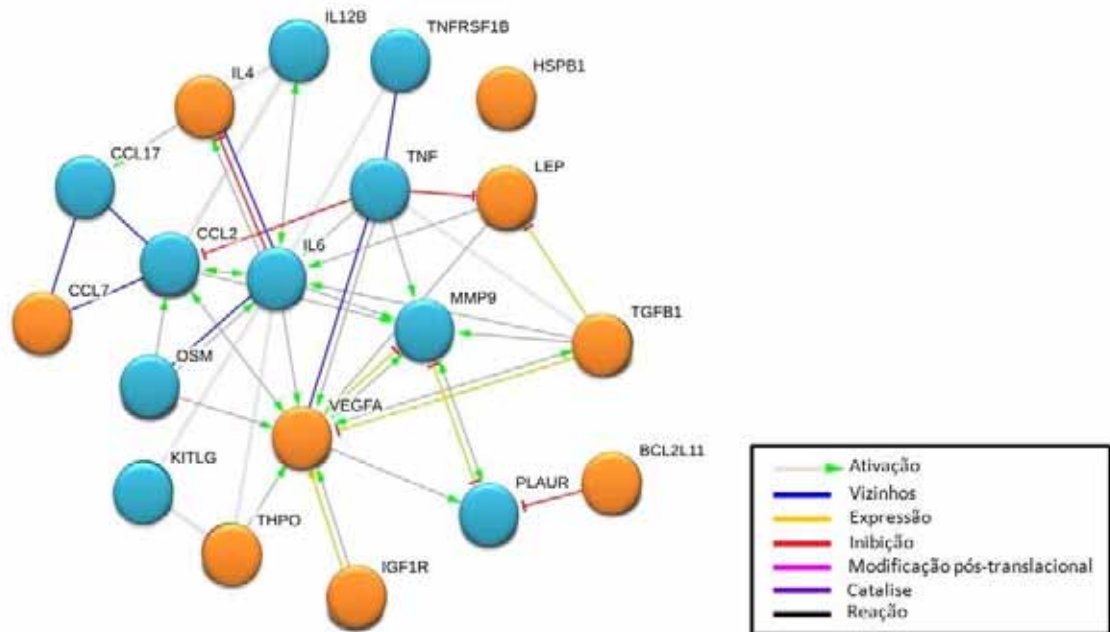 IL12B
TNFRSF1B
IL4
HSPB1
CCL17
TNF
LEP
CCL2
IL6
CCL7
MMP9
TGFB1
OSM
VEGFA
KITLG
PLAUR
BCL2L11
THPO
IGF1R
Ativação
Vizinhos
Expressão
Inibição
Modificação pós-translacional
Catalise
Reação